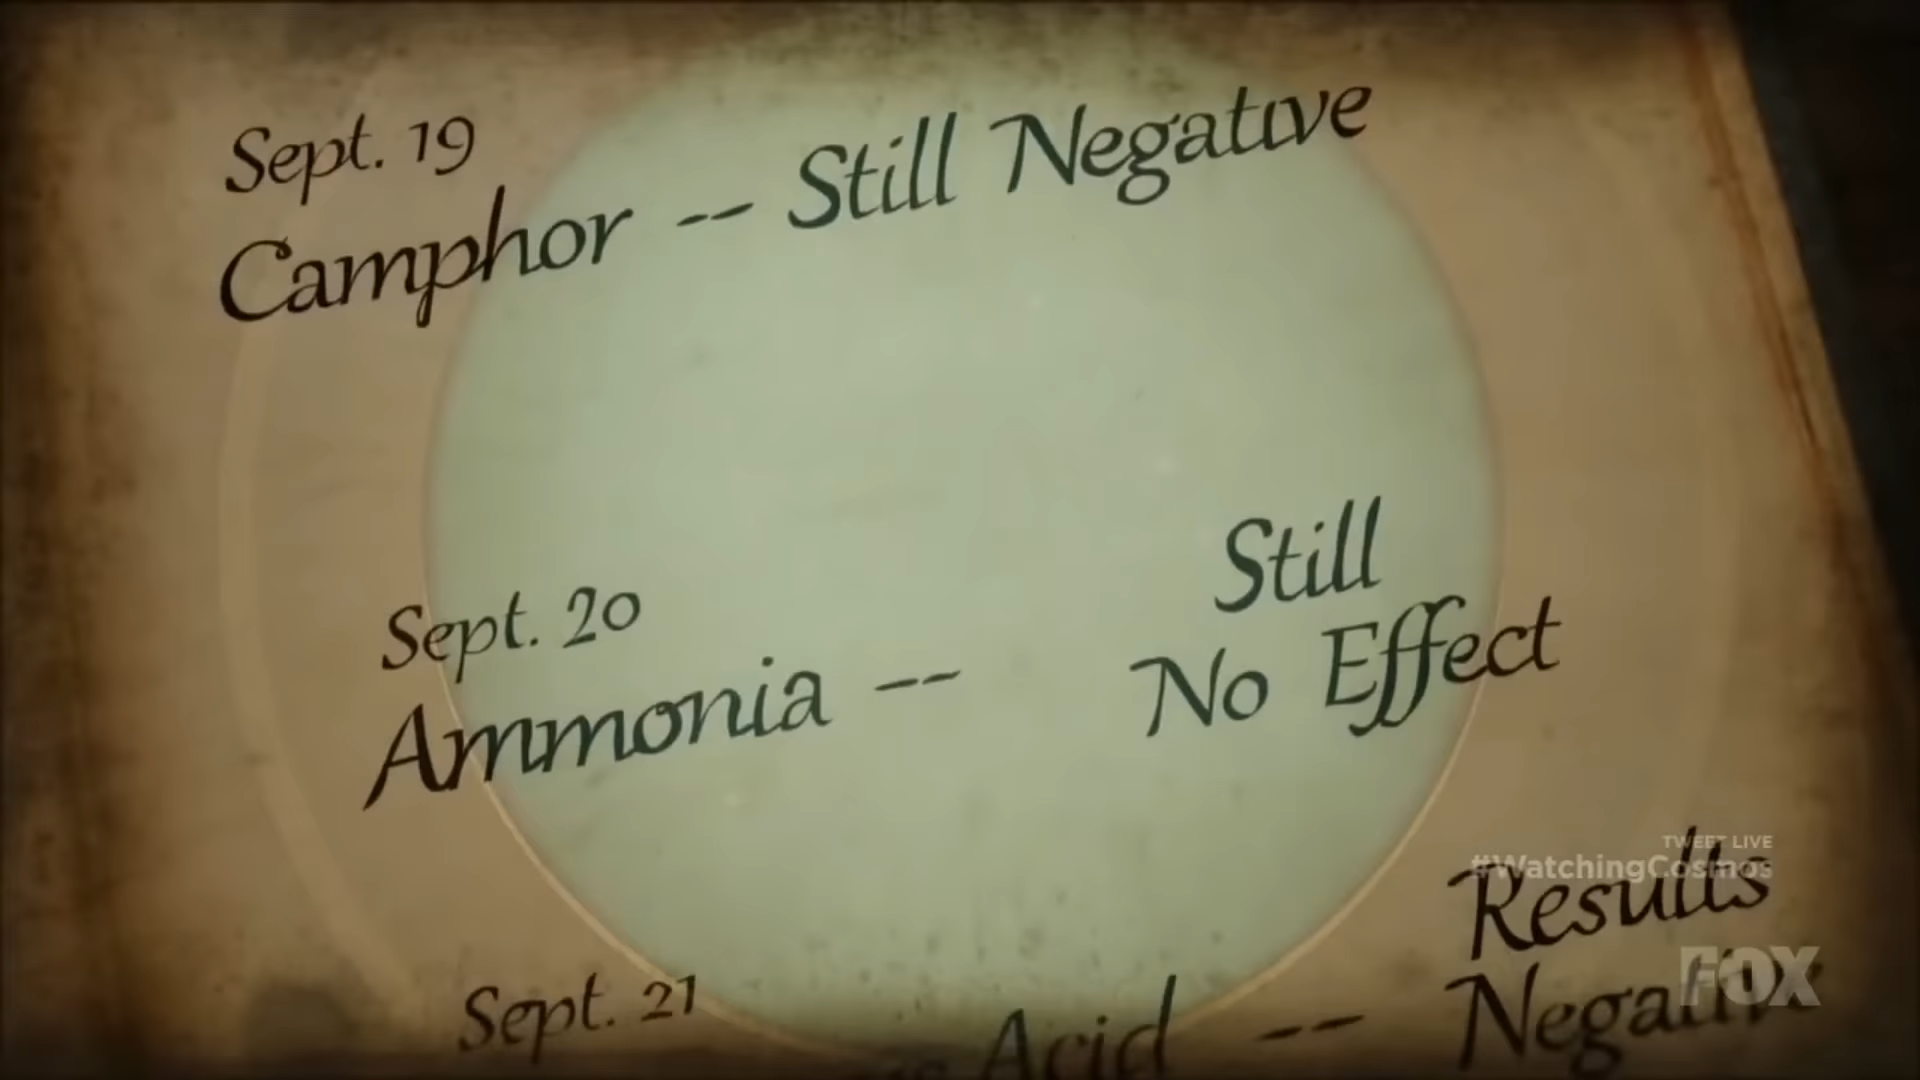 Sept. 19
Camphor -- Still Negative
Sept. 20
Still
Ammonia -- No Effect
TWEET LIVE
#WatchingCosmos
Results
Sept. 21
Acid -- Negative
FOX